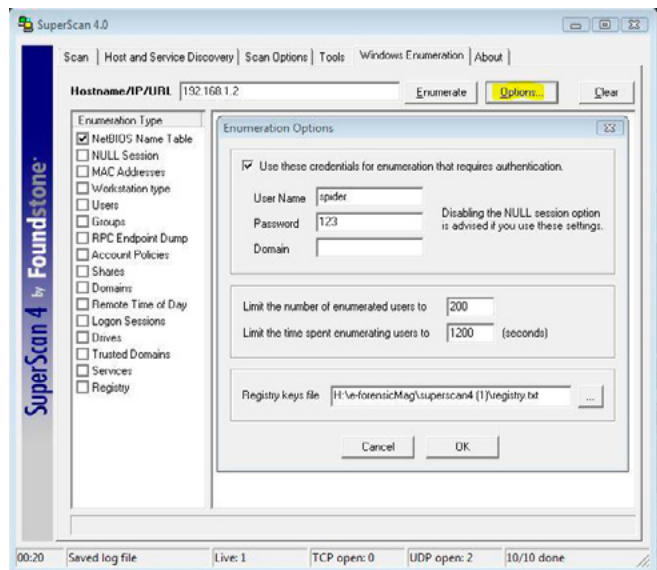 SuperScan 4.0
Scan Host and Service Discovery Scan Options Tools Windows Enumeration About
Hostname/IP/URL 192.168.1.2 Enumerate Options... Clear
SuperScan 4 by Foundstone
Enumeration Type
NetBIOS Name Table
NULL Session
MAC Addresses
Workstation type
Users
Groups
RPC Endpoint Dump
Account Policies
Shares
Domains
Remote Time of Day
Logon Sessions
Drives
Trusted Domains
Services
Registry
Enumeration Options
Use these credentials for enumeration that requires authentication.
User Name spider
Password 123
Domain
Disabling the NULL session option
is advised if you use these settings.
Limit the number of enumerated users to 200
Limit the time spent enumerating users to 1200 (seconds)
Registry keys file H:\e-forensicMag\superscan4 (1)\registry.txt ...
Cancel OK
00:20 Saved log file Live: 1 TCP open: 0 UDP open: 2 10/10 done